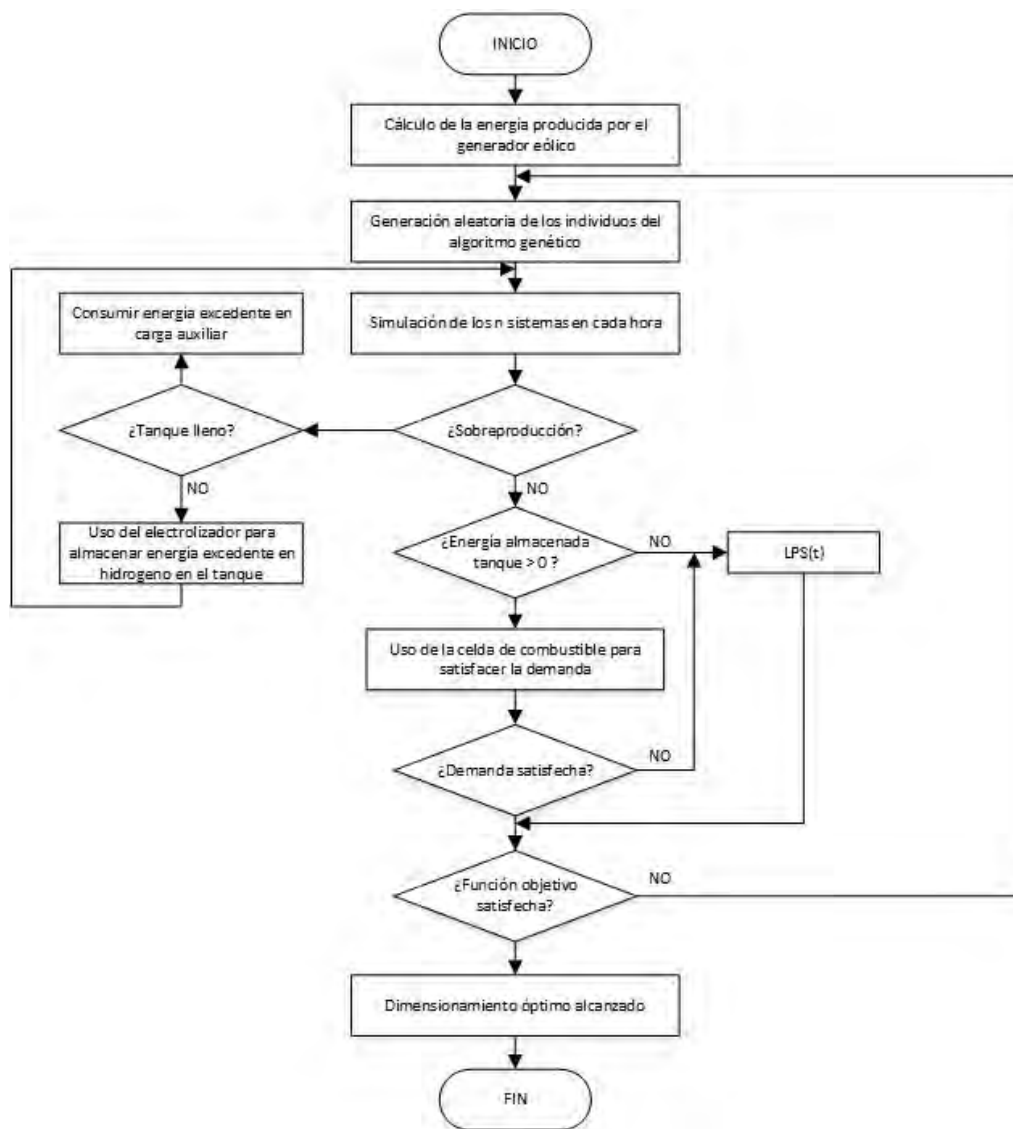 INICIO
Cálculo de la energía producida por el
generador eólico
Generación aleatoria de los individuos del
algoritmo genético
Consumir energía excedente en
carga auxiliar
Simulación de los n sistemas en cada hora
¿Tanque lleno?
¿Sobreproducción?
NO
NO
Uso del electrolizador para
almacenar energía excedente en
hidrogeno en el tanque
¿Energía almacenada
tanque > 0 ?
NO
LPS(t)
Uso de la celda de combustible para
satisfacer la demanda
¿Demanda satisfecha?
NO
¿Función objetivo
satisfecha?
NO
Dimensionamiento óptimo alcanzado
FIN